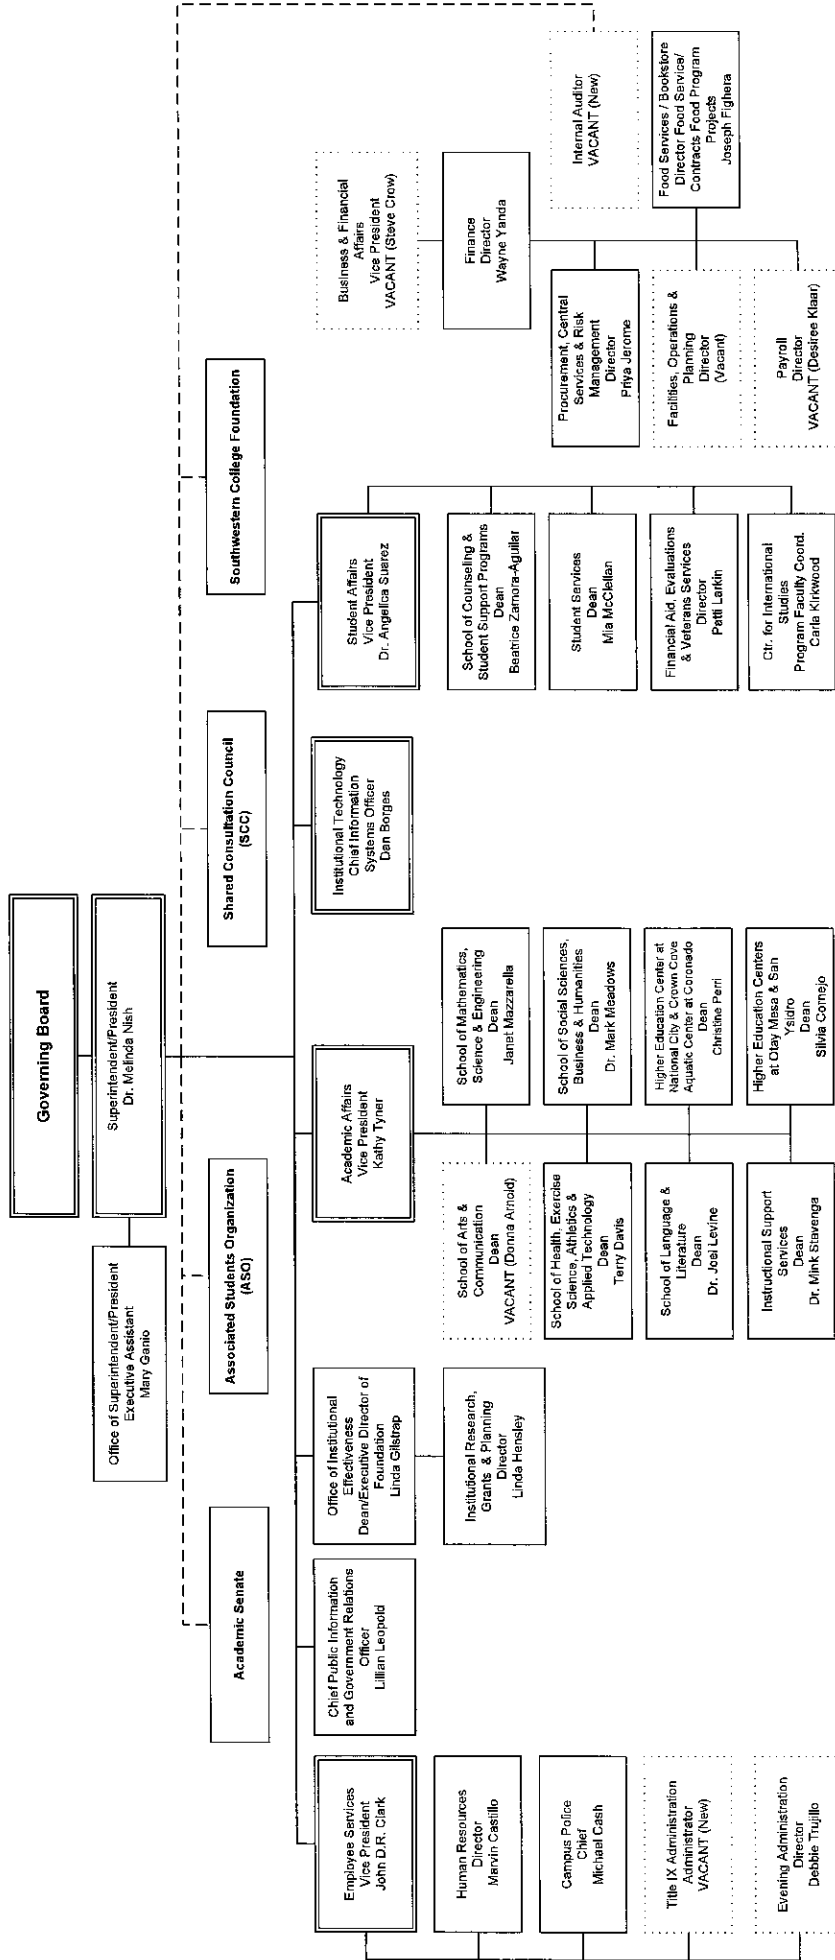 Governing Board
Superintendent/President
Dr. Melinda Nish
Office of Superintendent/President
Executive Assistant
Mary Ganio
Academic Senate
Associated Students Organization
(ASO)
Shared Consultation Council
(SCC)
Southwestern College Foundation
Employee Services
Vice President
John D.R. Clark
Human Resources
Director
Marvin Castillo
Campus Police
Chief
Michael Cash
Title IX Administration
Administrator
VACANT (New)
Evening Administration
Director
Debbie Trujillo
Chief Public Information
and Government Relations
Officer
Lillian Leopold
Office of Institutional
Effectiveness
Dean/Executive Director of
Foundation
Linda Gilstrap
Institutional Research,
Grants & Planning
Director
Linda Hensley
Academic Affairs
Vice President
Kathy Tyner
School of Arts &
Communication
Dean
VACANT (Donna Arnold)
School of Mathematics,
Science & Engineering
Dean
Janet Mazzarella
School of Health, Exercise
Science, Athletics &
Applied Technology
Dean
Terry Davis
School of Social Sciences,
Business & Humanities
Dean
Dr. Mark Meadows
School of Language &
Literature
Dean
Dr. Joel Levine
Higher Education Center at
National City & Crown Cove
Aquatic Center at Coronado
Dean
Christine Perri
Instructional Support
Services
Dean
Dr. Mink Stavenga
Higher Education Centers
at Otay Mesa & San
Ysidro
Dean
Silvia Cornejo
Institutional Technology
Chief Information
Systems Officer
Dan Borges
Student Affairs
Vice President
Dr. Angelica Suarez
School of Counseling &
Student Support Programs
Dean
Beatrice Zamora-Aguilar
Student Services
Dean
Mia McClellan
Financial Aid, Evaluations
& Veterans Services
Director
Patti Larkin
Ctr. for International
Studies
Program Faculty Coord.
Carla Kirkwood
Business & Financial
Affairs
Vice President
VACANT (Steve Crow)
Finance
Director
Wayne Yanda
Procurement, Central
Services & Risk
Management
Director
Priya Jerome
Internal Auditor
VACANT (New)
Facilities, Operations &
Planning
Director
(Vacant)
Food Services / Bookstore
Director Food Service/
Contracts Food Program
Projects
Joseph Fighera
Payroll
Director
VACANT (Desiree Klaar)